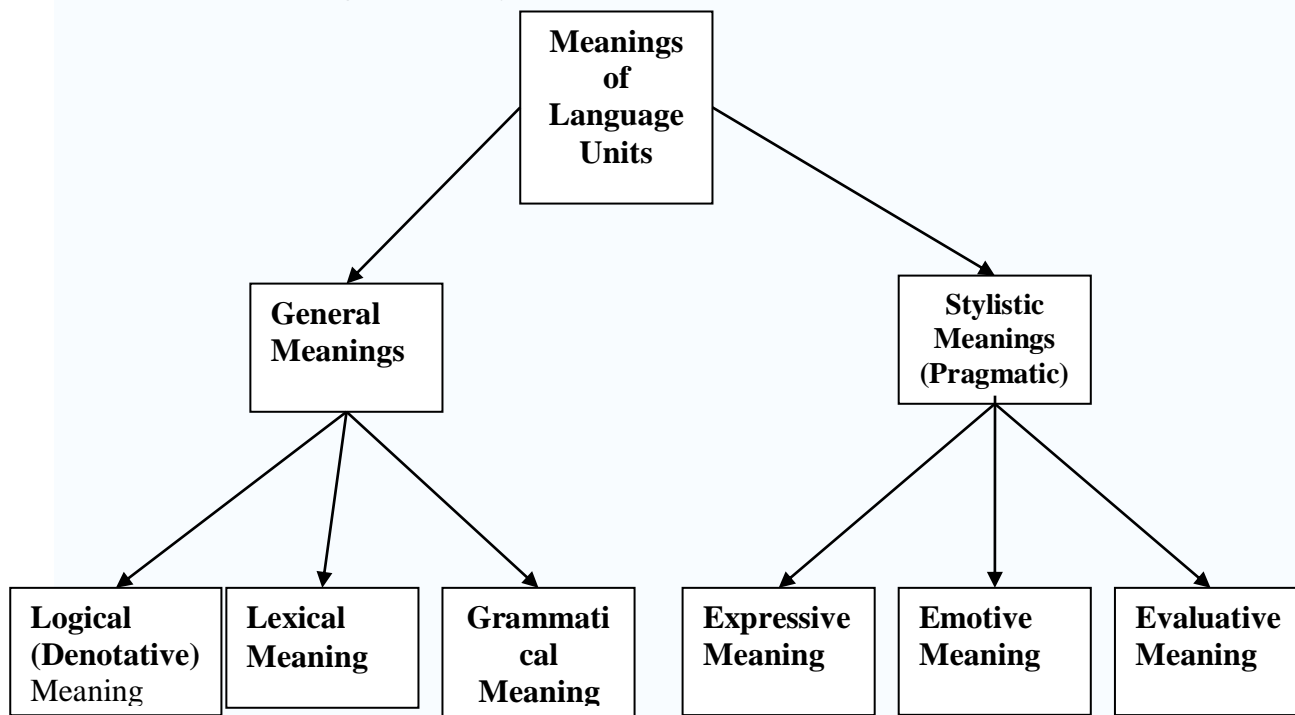 Meanings
of
Language
Units
General
Meanings
Stylistic
Meanings
(Pragmatic)
Logical
(Denotative)
Meaning
Lexical
Meaning
Grammati
cal
Meaning
Expressive
Meaning
Emotive
Meaning
Evaluative
Meaning